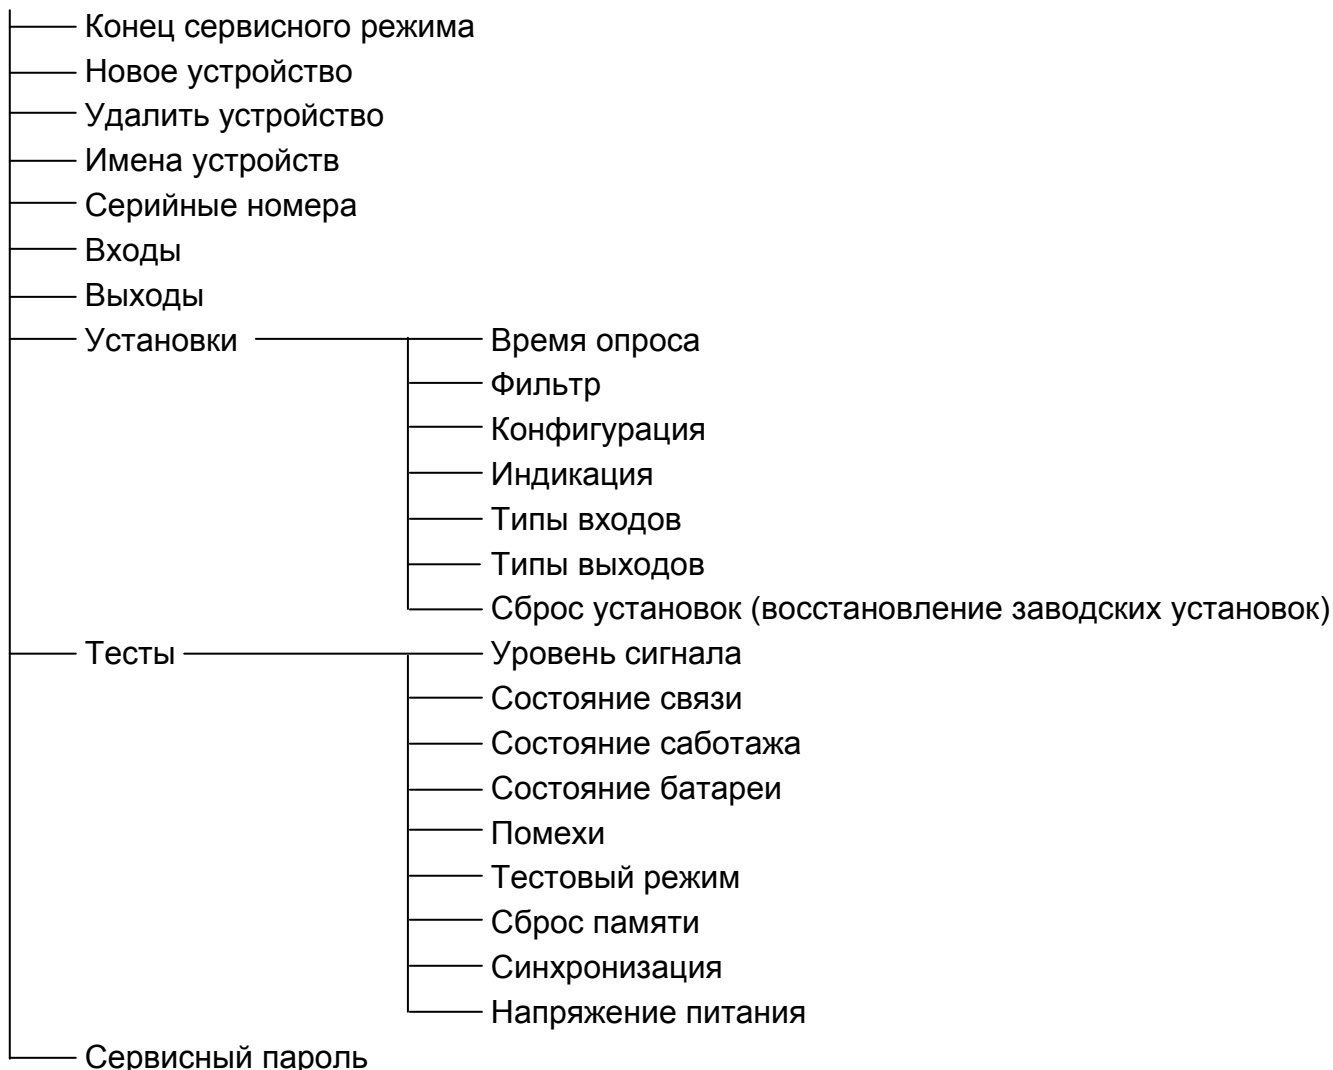 Конец сервисного режима
Новое устройство
Удалить устройство
Имена устройств
Серийные номера
Входы
Выходы
Установки
Время опроса
Фильтр
Конфигурация
Индикация
Типы входов
Типы выходов
Сброс установок (восстановление заводских установок)
Тесты
Уровень сигнала
Состояние связи
Состояние саботажа
Состояние батареи
Помехи
Тестовый режим
Сброс памяти
Синхронизация
Напряжение питания
Сервисный пароль